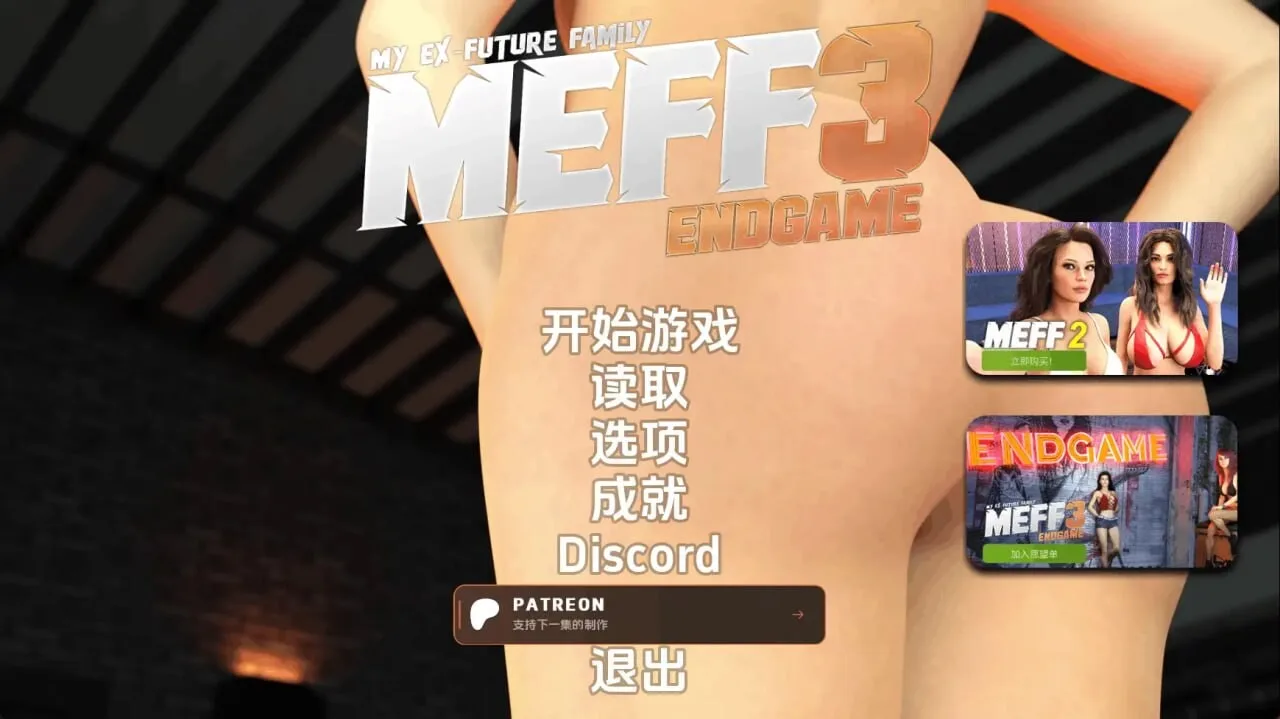 MY EX-FUTURE FAMILY
MEFF3
ENDGAME
开始游戏
读取
选项
成就
Discord
PATREON
支持下一集的制作
→
退出
MEFF 2
立即购买!
ENDGAME
MY EX-FUTURE FAMILY
MEFF3
ENDGAME
加入愿望单